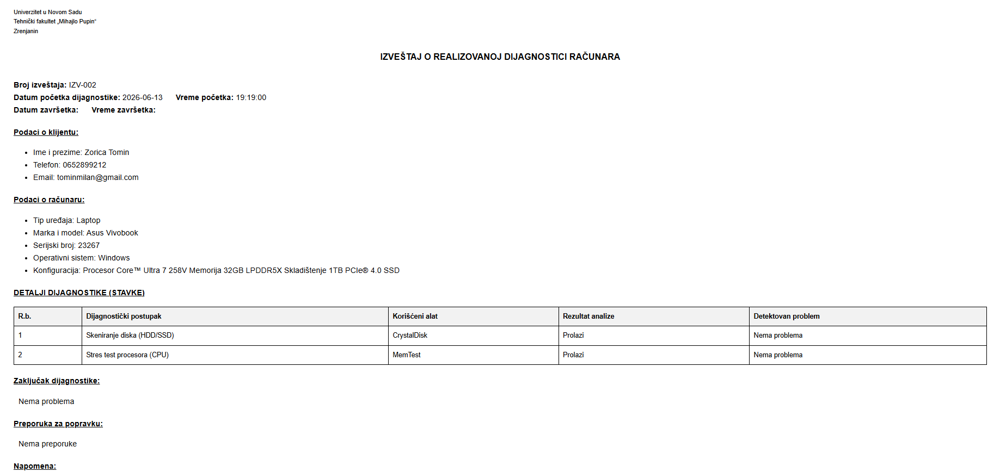 Univerzitet u Novom Sadu
Tehnički fakultet „Mihajlo Pupin“
Zrenjanin
IZVEŠTAJ O REALIZOVANOJ DIJAGNOSTICI RAČUNARA
Broj izveštaja: IZV-002
Datum početka dijagnostike: 2026-06-13 Vreme početka: 19:19:00
Datum završetka: Vreme završetka:
Podaci o klijentu:
• Ime i prezime: Zorica Tomin
• Telefon: 0652899212
• Email: tominmilan@gmail.com
Podaci o računaru:
• Tip uređaja: Laptop
• Marka i model: Asus Vivobook
• Serijski broj: 23267
• Operativni sistem: Windows
• Konfiguracija: Procesor Core™ Ultra 7 258V Memorija 32GB LPDDR5X Skladištenje 1TB PCIe® 4.0 SSD
DETALJI DIJAGNOSTIKE (STAVKE)
R.b. Dijagnostički postupak Korišćeni alat Rezultat analize Detektovan problem
1 Skeniranje diska (HDD/SSD) CrystalDisk Prolazi Nema problema
2 Stres test procesora (CPU) MemTest Prolazi Nema problema
Zaključak dijagnostike:
Nema problema
Preporuka za popravku:
Nema preporuke
Napomena: